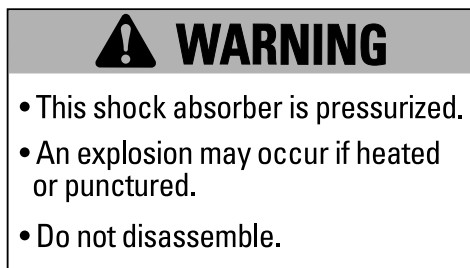 WARNING
• This shock absorber is pressurized.
• An explosion may occur if heated
or punctured.
• Do not disassemble.